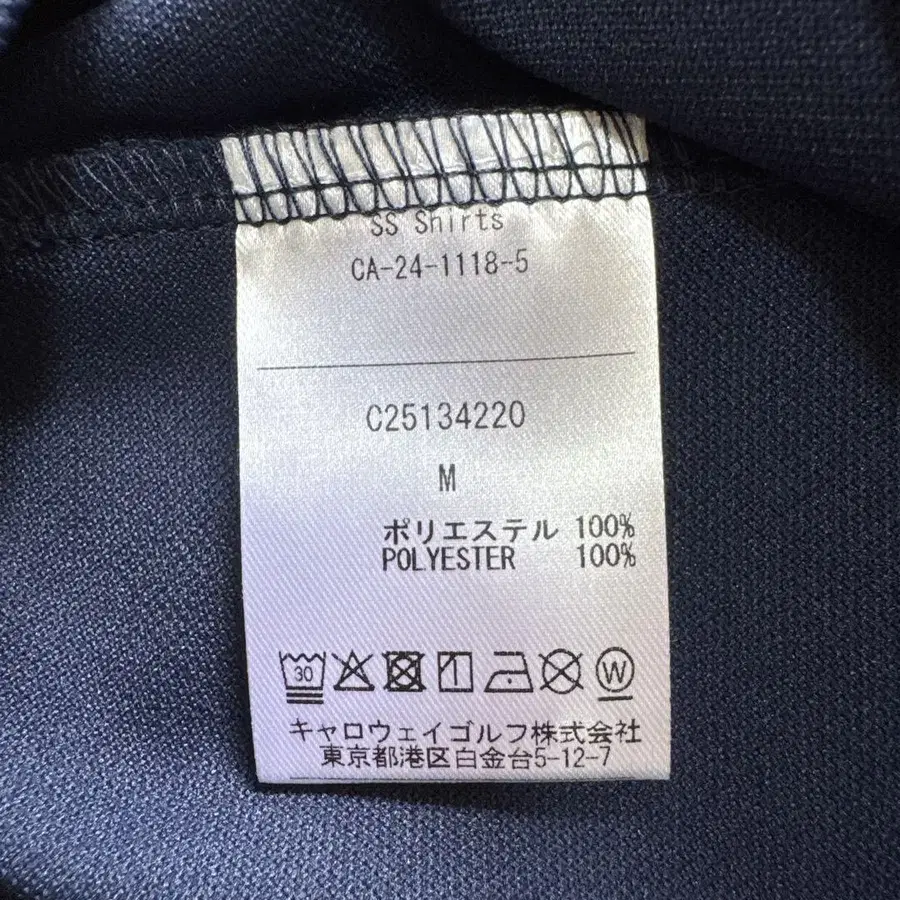 SS Shirts
CA-24-1118-5
C25134220
M
ポリエステル 100%
POLYESTER 100%
30 W
キャロウェイゴルフ株式会社
東京都港区白金台5-12-7